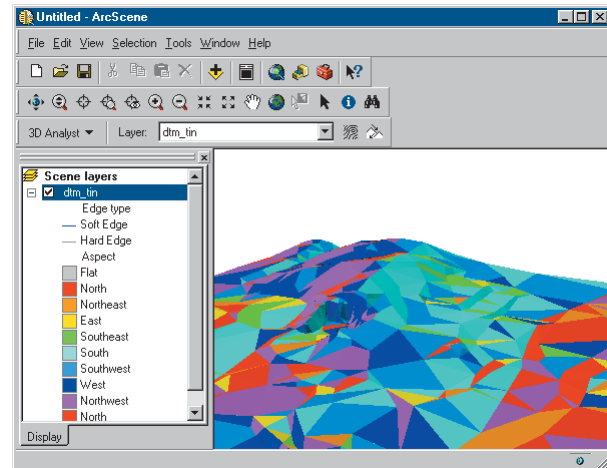 Untitled - ArcScene
File Edit View Selection Tools Window Help
3D Analyst Layer: dtm_tin
Scene layers
dtm_tin
Edge type
Soft Edge
Hard Edge
Aspect
Flat
North
Northeast
East
Southeast
South
Southwest
West
Northwest
North
Display